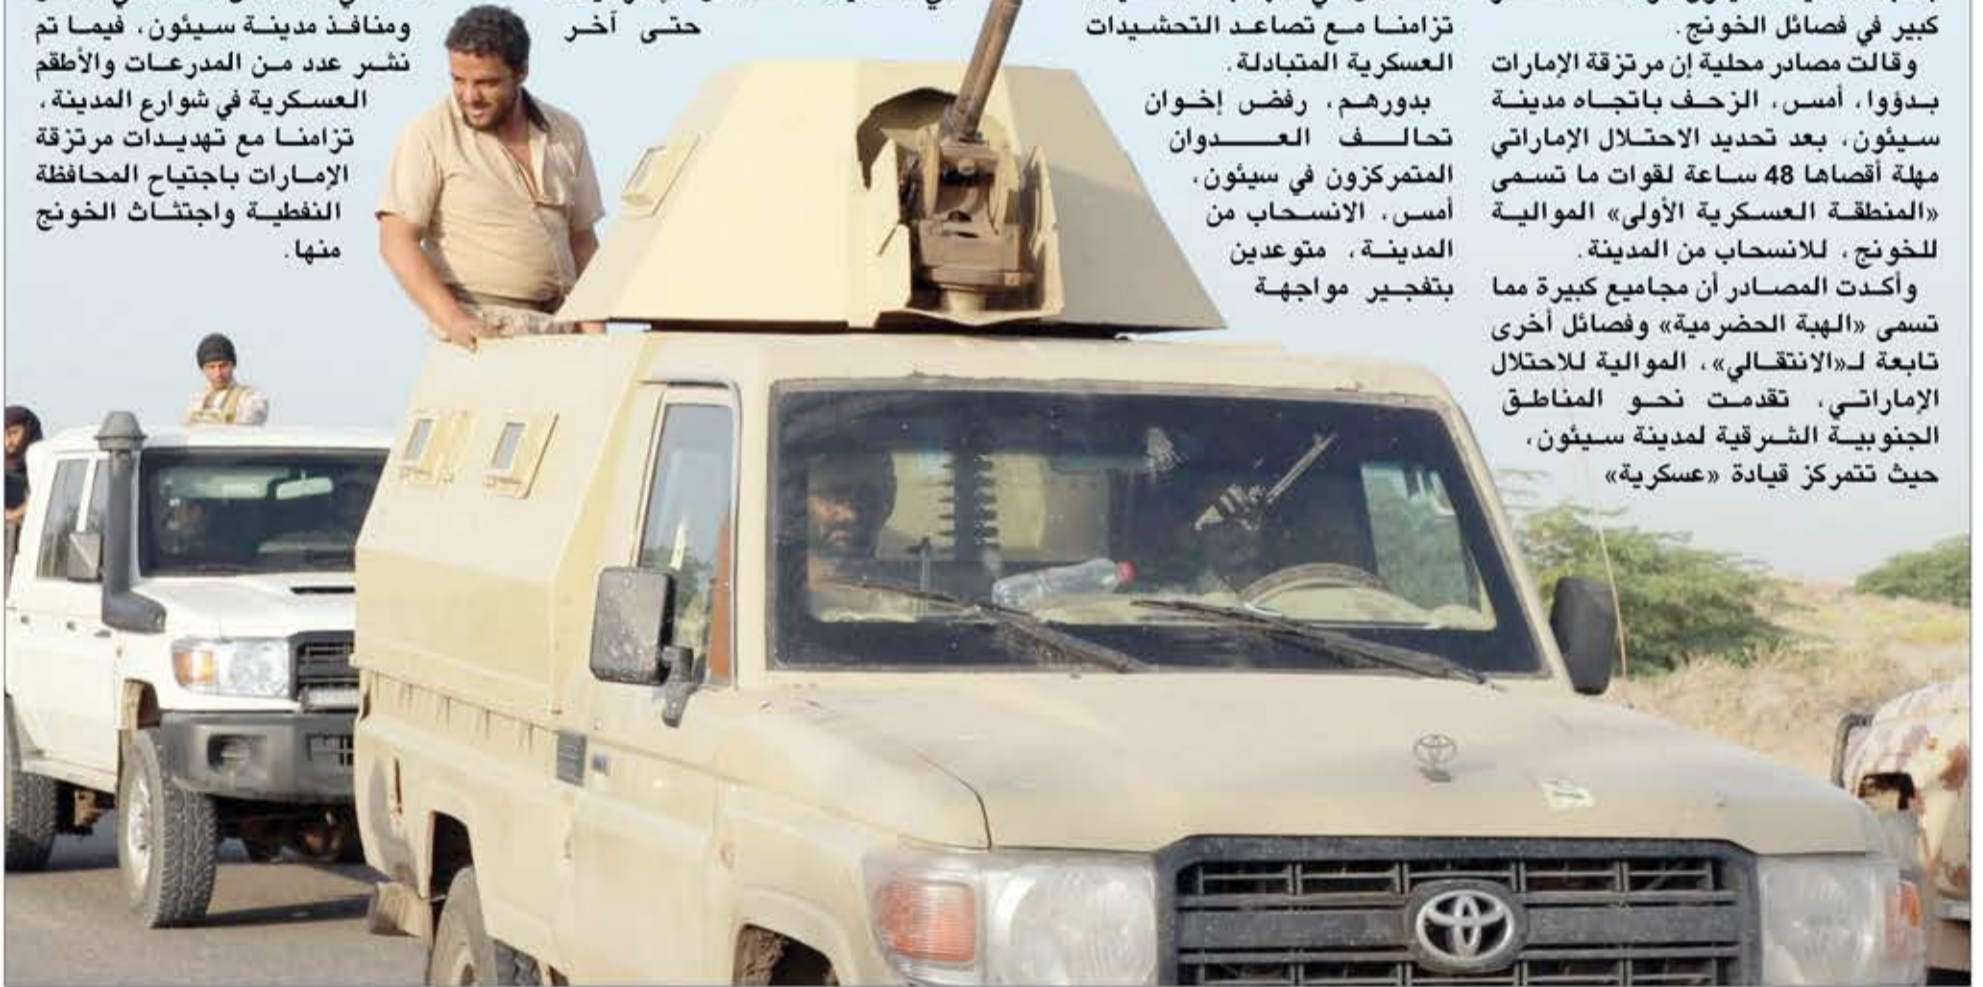 كبير في فصائل الخونج.
وقالت مصادر محلية إن مرتزقة الإمارات
بـدؤوا، أمس، الزحف باتجاه مدينة
سيئون، بعد تحديد الاحتلال الإماراتي
مهلة أقصاها 48 ساعة لقوات ما تسمى
«المنطقة العسكرية الأولى» الموالية
للخونج، للانسحاب من المدينة.
وأكدت المصادر أن مجاميع كبيرة مما
تسمى «الهبة الحضرمية» وفصائل أخرى
تابعة لـ«الانتقالي»، الموالية للاحتلال
الإماراتي، تقدمت نحو المناطق
الجنوبية الشرقية لمدينة سيئون،
حيث تتمركز قيادة «عسكرية»
تزامنا مع تصاعد التحشيدات
العسكرية المتبادلة.
بدورهم، رفض إخوان
تحالف العدوان
المتمركزون في سيئون،
أمس، الانسحاب من
المدينة، متوعدين
بتفجير مواجهة
حتى آخر
ومنافذ مدينة سيئون، فيما تم
نشر عدد من المدرعات والأطقم
العسكرية في شوارع المدينة،
تزامنا مع تهديدات مرتزقة
الإمارات باجتياح المحافظة
النفطية واجتثاث الخونج
منها.